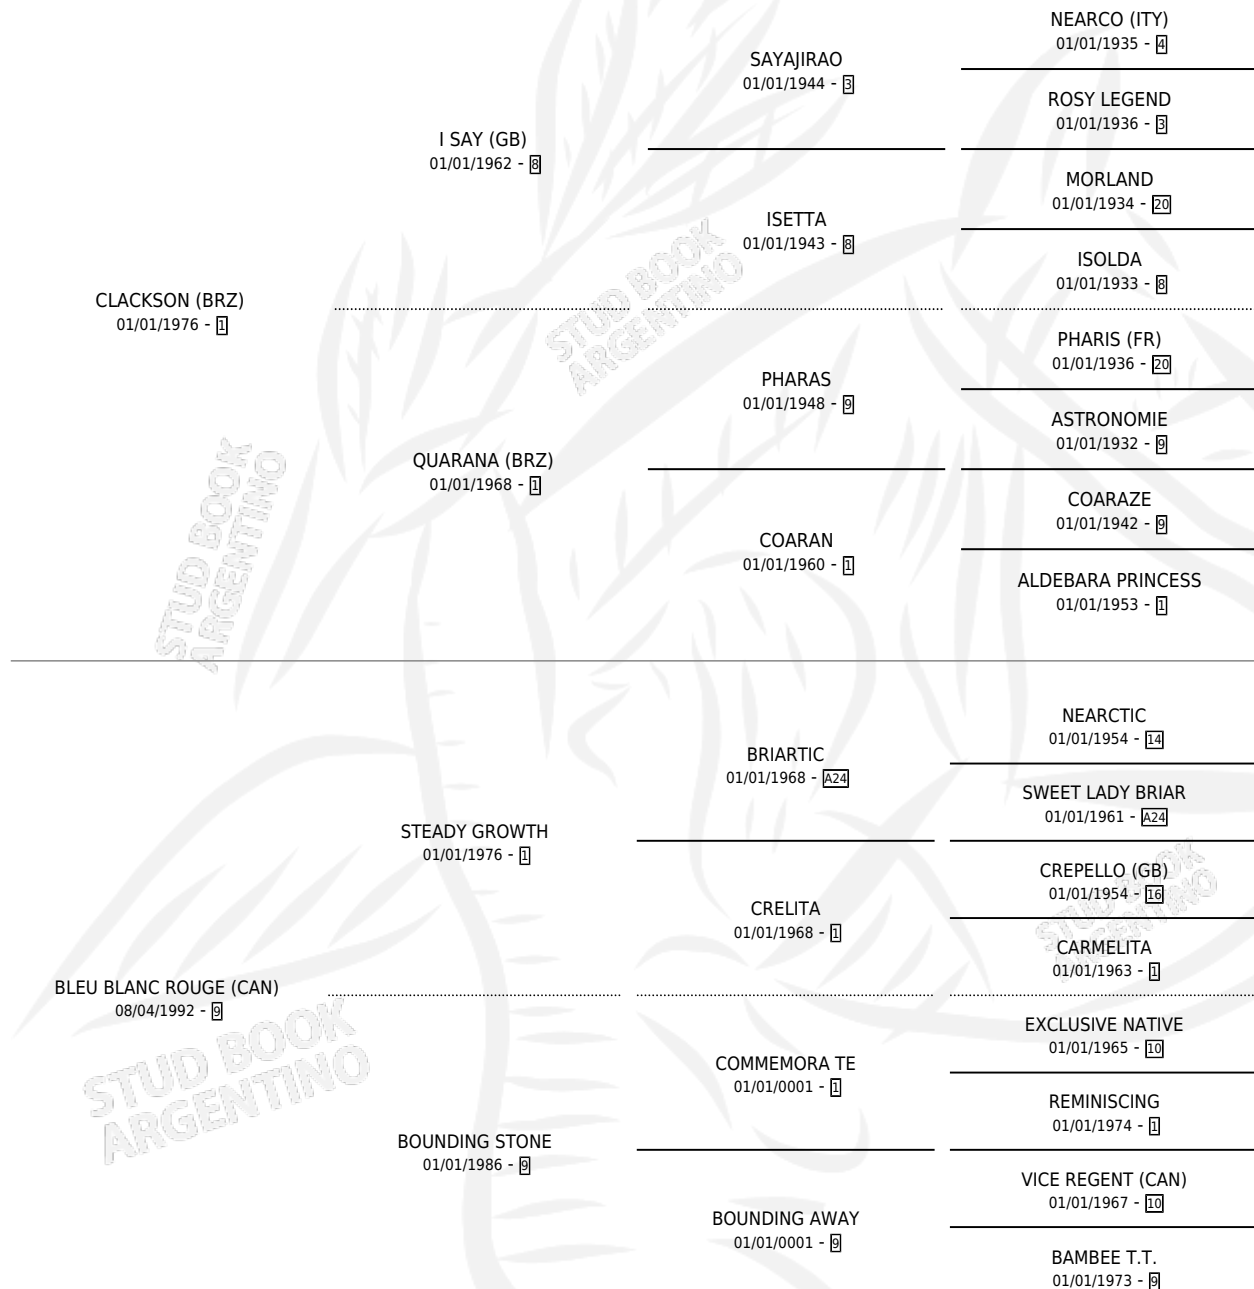 NEARCO (ITY)
01/01/1935 - 4
SAYAJIRAO
01/01/1944 - 3
ROSY LEGEND
01/01/1936 - 3
I SAY (GB)
01/01/1962 - 8
MORLAND
01/01/1934 - 20
ISETTA
01/01/1943 - 8
ISOLDA
01/01/1933 - 8
CLACKSON (BRZ)
01/01/1976 - 1
PHARIS (FR)
01/01/1936 - 20
PHARAS
01/01/1948 - 9
ASTRONOMIE
01/01/1932 - 9
QUARANA (BRZ)
01/01/1968 - 1
COARAZE
01/01/1942 - 9
COARAN
01/01/1960 - 1
ALDEBARA PRINCESS
01/01/1953 - 1
NEARCTIC
01/01/1954 - 14
BRIARTIC
01/01/1968 - A24
SWEET LADY BRIAR
01/01/1961 - A24
STEADY GROWTH
01/01/1976 - 1
CREPELLO (GB)
01/01/1954 - 16
CRELITA
01/01/1968 - 1
CARMELITA
01/01/1963 - 1
BLEU BLANC ROUGE (CAN)
08/04/1992 - 9
EXCLUSIVE NATIVE
01/01/1965 - 10
COMMEMORA TE
01/01/0001 - 1
REMINISCING
01/01/1974 - 1
BOUNDING STONE
01/01/1986 - 9
VICE REGENT (CAN)
01/01/1967 - 10
BOUNDING AWAY
01/01/0001 - 9
BAMBEE T.T.
01/01/1973 - 9
STUD BOOK
ARGENTINO
STUD BOOK
ARGENTINO
STUD BOOK
ARGENTINO
STUD BOOK
ARGENTINO